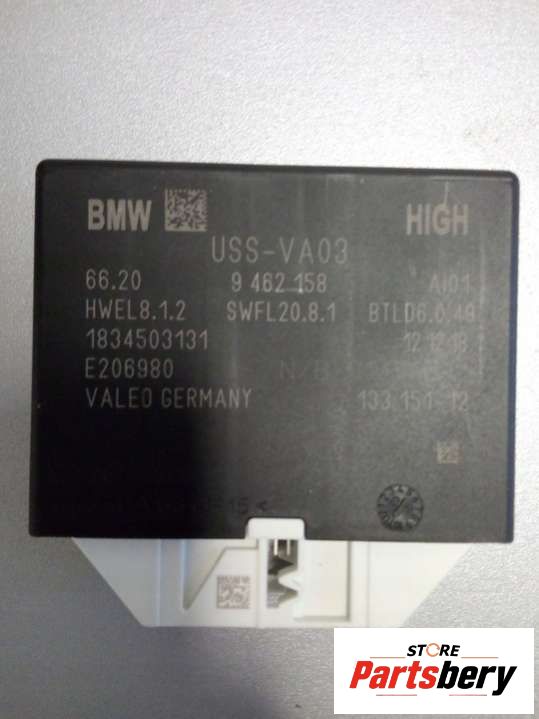 BMW HIGH
USS-VA03
66.20 9 462 158 AI01
HWEL8.1.2 SWFL20.8.1 BTLD6.0.49
1834503131 12.12.18
E206980 N/B
VALEO GERMANY 133.151-12
STORE
Partsbery